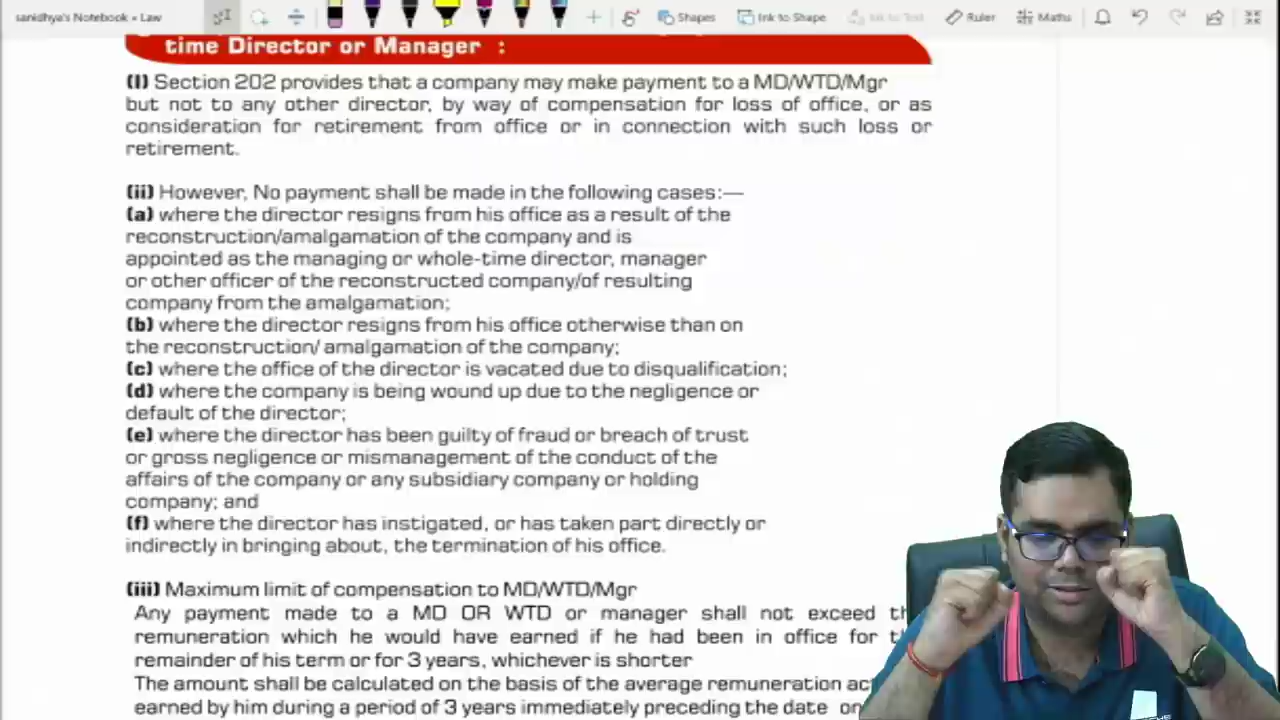 sanidhya's Notebook • Law
Shapes
Ink to Shape
Ink to Text
Ruler
Maths
time Director or Manager :
(I) Section 202 provides that a company may make payment to a MD/WTD/Mgr
but not to any other director, by way of compensation for loss of office, or as
consideration for retirement from office or in connection with such loss or
retirement.
(ii) However, No payment shall be made in the following cases:—
(a) where the director resigns from his office as a result of the
reconstruction/amalgamation of the company and is
appointed as the managing or whole-time director, manager
or other officer of the reconstructed company/of resulting
company from the amalgamation;
(b) where the director resigns from his office otherwise than on
the reconstruction/ amalgamation of the company;
(c) where the office of the director is vacated due to disqualification;
(d) where the company is being wound up due to the negligence or
default of the director;
(e) where the director has been guilty of fraud or breach of trust
or gross negligence or mismanagement of the conduct of the
affairs of the company or any subsidiary company or holding
company; and
(f) where the director has instigated, or has taken part directly or
indirectly in bringing about, the termination of his office.
(iii) Maximum limit of compensation to MD/WTD/Mgr
Any payment made to a MD OR WTD or manager shall not exceed
remuneration which he would have earned if he had been in office for
remainder of his term or for 3 years, whichever is shorter
The amount shall be calculated on the basis of the average remuneration
earned by him during a period of 3 years immediately preceding the date